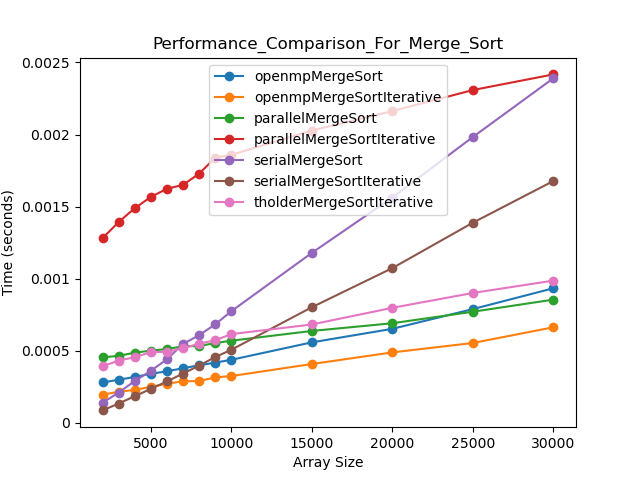 Performance_Comparison_For_Merge_Sort
0.0025
0.002
0.0015
0.001
0.0005
0
Time (seconds)
openmpMergeSort
openmpMergeSortIterative
parallelMergeSort
parallelMergeSortIterative
serialMergeSort
serialMergeSortIterative
tholderMergeSortIterative
5000 10000 15000 20000 25000 30000
Array Size